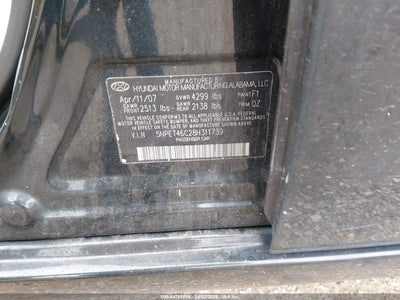 HYUNDAI MOTOR MANUFACTURING ALABAMA, LLC
Apr/11/07 GVWR 4299 lbs PAINT F1
GAWR FRONT 2513 lbs GAWR REAR 2138 lbs TRIM QZ
THIS VEHICLE CONFORMS TO ALL APPLICABLE U.S.A. FEDERAL
MOTOR VEHICLE SAFETY, BUMPER, AND THEFT PREVENTION STANDARDS
IN EFFECT ON THE DATE OF MANUFACTURE SHOWN ABOVE.
V.I.N 5NPET46C28H311739
PASSENGER CAR